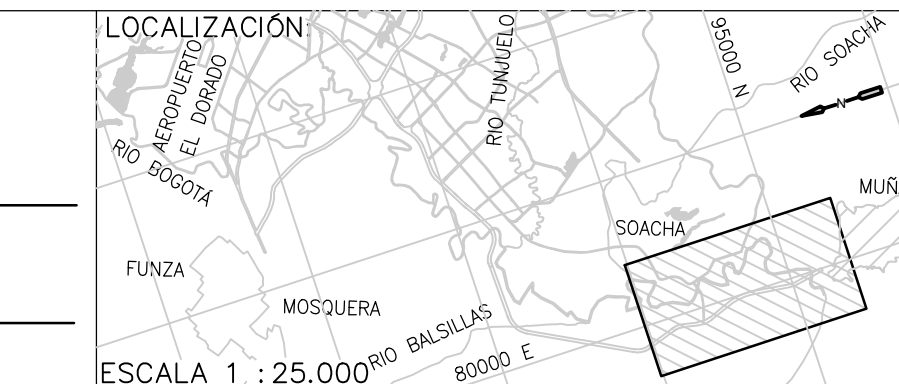 LOCALIZACIÓN:
AEROPUERTO
EL DORADO
RIO BOGOTÁ
RIO TUNJUELO
95000 N
RIO SOACHA
N
MUÑ
SOACHA
FUNZA
MOSQUERA
RIO BALSILLAS
80000 E
ESCALA 1 : 25.000